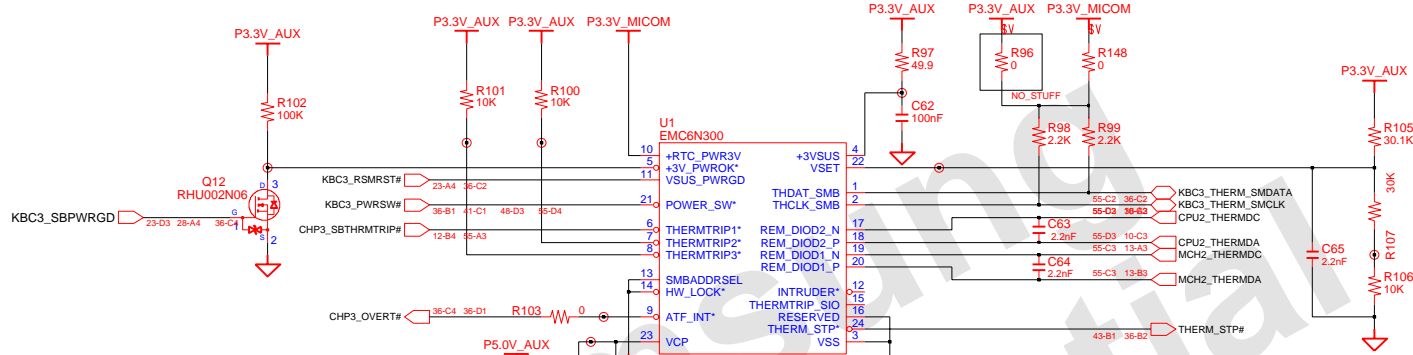 P3.3V_AUX
P3.3V_AUX
P3.3V_AUX
P3.3V_MICOM
P3.3V_AUX
P3.3V_AUX
P3.3V_MICOM
P3.3V_AUX
R102
100K
R101
10K
R100
10K
R97
49.9
R96
0
NO_STUFF
R148
0
C62
100nF
R98
2.2K
R99
2.2K
R105
30.1K
30K
R107
R106
10K
C65
2.2nF
U1
EMC6N300
10 +RTC_PWR3V
5 +3V_PWROK*
11 VSUS_PWRGD
21 POWER_SW*
6 THERMTRIP1*
7 THERMTRIP2*
8 THERMTRIP3*
13 SMBADDRSEL
14 HW_LOCK*
9 ATF_INT*
23 VCP
+3VSUS 4
VSET 22
THDAT_SMB 1
THCLK_SMB 2
REM_DIOD2_N 17
REM_DIOD2_P 18
REM_DIOD1_N 19
REM_DIOD1_P 20
INTRUDER* 12
THERMTRIP_SIO 15
RESERVED 16
THERM_STP* 24
VSS 3
Q12
RHU002N06
D 3
G 1
S 2
KBC3_SBPWRGD 23-D3 28-A4 36-C4
KBC3_RSMRST# 23-A4 36-C2
KBC3_PWRSW# 36-B1 41-C1 48-D3 55-D4
CHP3_SBTHRMTRIP# 12-B4 55-A3
CHP3_OVERT# 36-C4 36-D1
R103 0
P5.0V_AUX
C63
2.2nF
C64
2.2nF
55-C2 36-C2 KBC3_THERM_SMDATA
KBC3_THERM_SMCLK
CPU2_THERMDC
55-D3 10-C3 CPU2_THERMDA
55-C3 13-A3 MCH2_THERMDC
55-C3 13-B3 MCH2_THERMDA
43-B1 36-B2 THERM_STP#